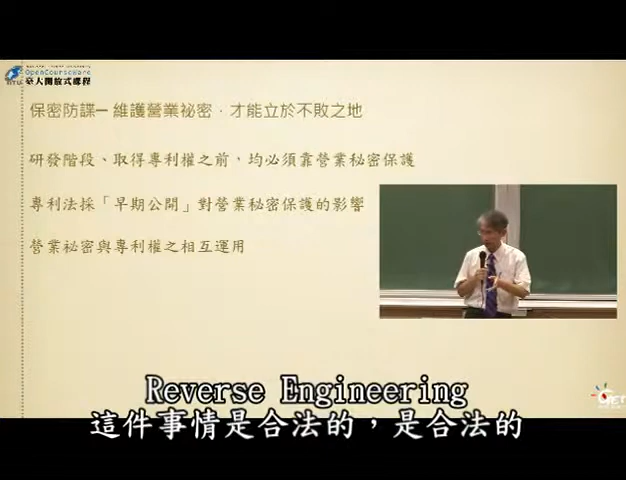 OpenCourseWare
NTU 臺大開放式課程
保密防諜─維護營業祕密，才能立於不敗之地
研發階段、取得專利權之前，均必須靠營業秘密保護
專利法採「早期公開」對營業秘密保護的影響
營業祕密與專利權之相互運用
Reverse Engineering
這件事情是合法的，是合法的